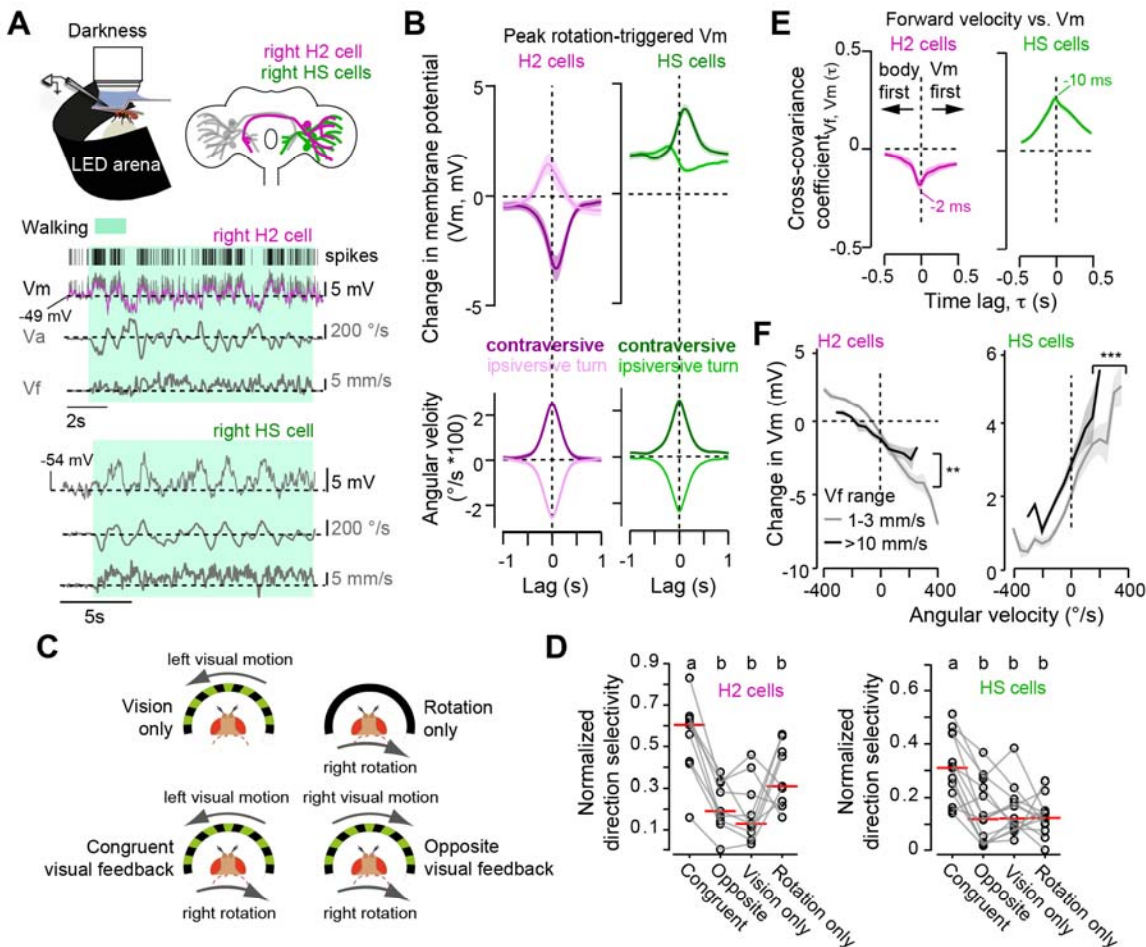 A
Darkness
right H2 cell
right HS cells
LED arena
Walking
right H2 cell
spikes
Vm
5 mV
-49 mV
Va
200 °/s
Vf
5 mm/s
2s
right HS cell
-54 mV
5 mV
200 °/s
5 mm/s
5s
B
Peak rotation-triggered Vm
H2 cells
HS cells
Change in membrane potential
(Vm, mV)
5
0
-5
contraversive
ipsiversive turn
contraversive
ipsiversive turn
Angular veloity
(°/s *100)
2
0
-2
-1 0 1
Lag (s)
-1 0 1
Lag (s)
C
left visual motion
Vision
only
Rotation
only
right rotation
left visual motion
right visual motion
Congruent
visual feedback
Opposite
visual feedback
right rotation
right rotation
D
a b b b
H2 cells
Normalized
direction selectivity
0.9
0.7
0.5
0.3
0.1
Congruent
Opposite
Vision only
Rotation only
a b b b
HS cells
Normalized
direction selectivity
0.6
0.4
0.2
0
Congruent
Opposite
Vision only
Rotation only
E
Forward velocity vs. Vm
H2 cells
HS cells
Cross-covariance
coefficient Vf, Vm (τ)
0.5
0
-0.5
body
first
Vm
first
-2 ms
-10 ms
-0.5 0 0.5
-0.5 0 0.5
Time lag, τ (s)
F
H2 cells
HS cells
Change in Vm (mV)
5
0
-5
-10
**
Vf range
1-3 mm/s
>10 mm/s
6
4
2
0
***
-400 0 400
-400 0 400
Angular velocity (°/s)